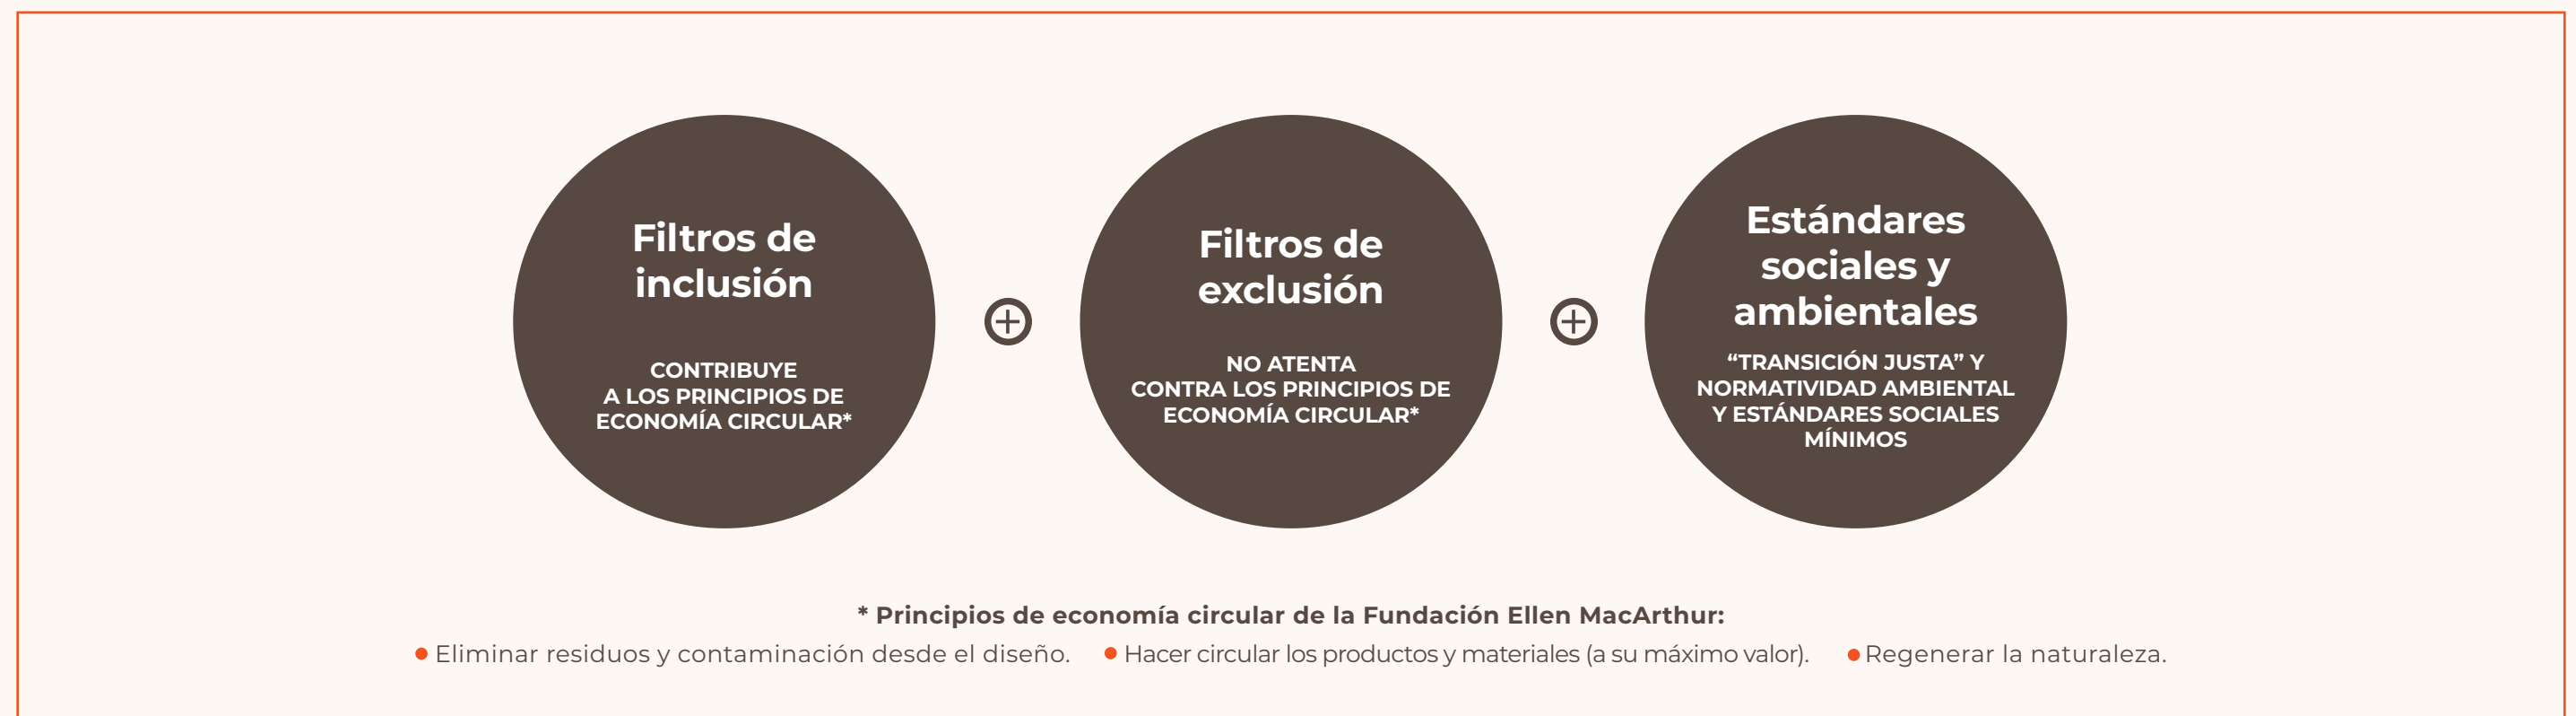 Filtros de
inclusión
CONTRIBUYE
A LOS PRINCIPIOS DE
ECONOMÍA CIRCULAR*
Filtros de
exclusión
NO ATENTA
CONTRA LOS PRINCIPIOS DE
ECONOMÍA CIRCULAR*
Estándares
sociales y
ambientales
“TRANSICIÓN JUSTA” Y
NORMATIVIDAD AMBIENTAL
Y ESTÁNDARES SOCIALES
MÍNIMOS
* Principios de economía circular de la Fundación Ellen MacArthur:
Eliminar residuos y contaminación desde el diseño.
Hacer circular los productos y materiales (a su máximo valor).
Regenerar la naturaleza.